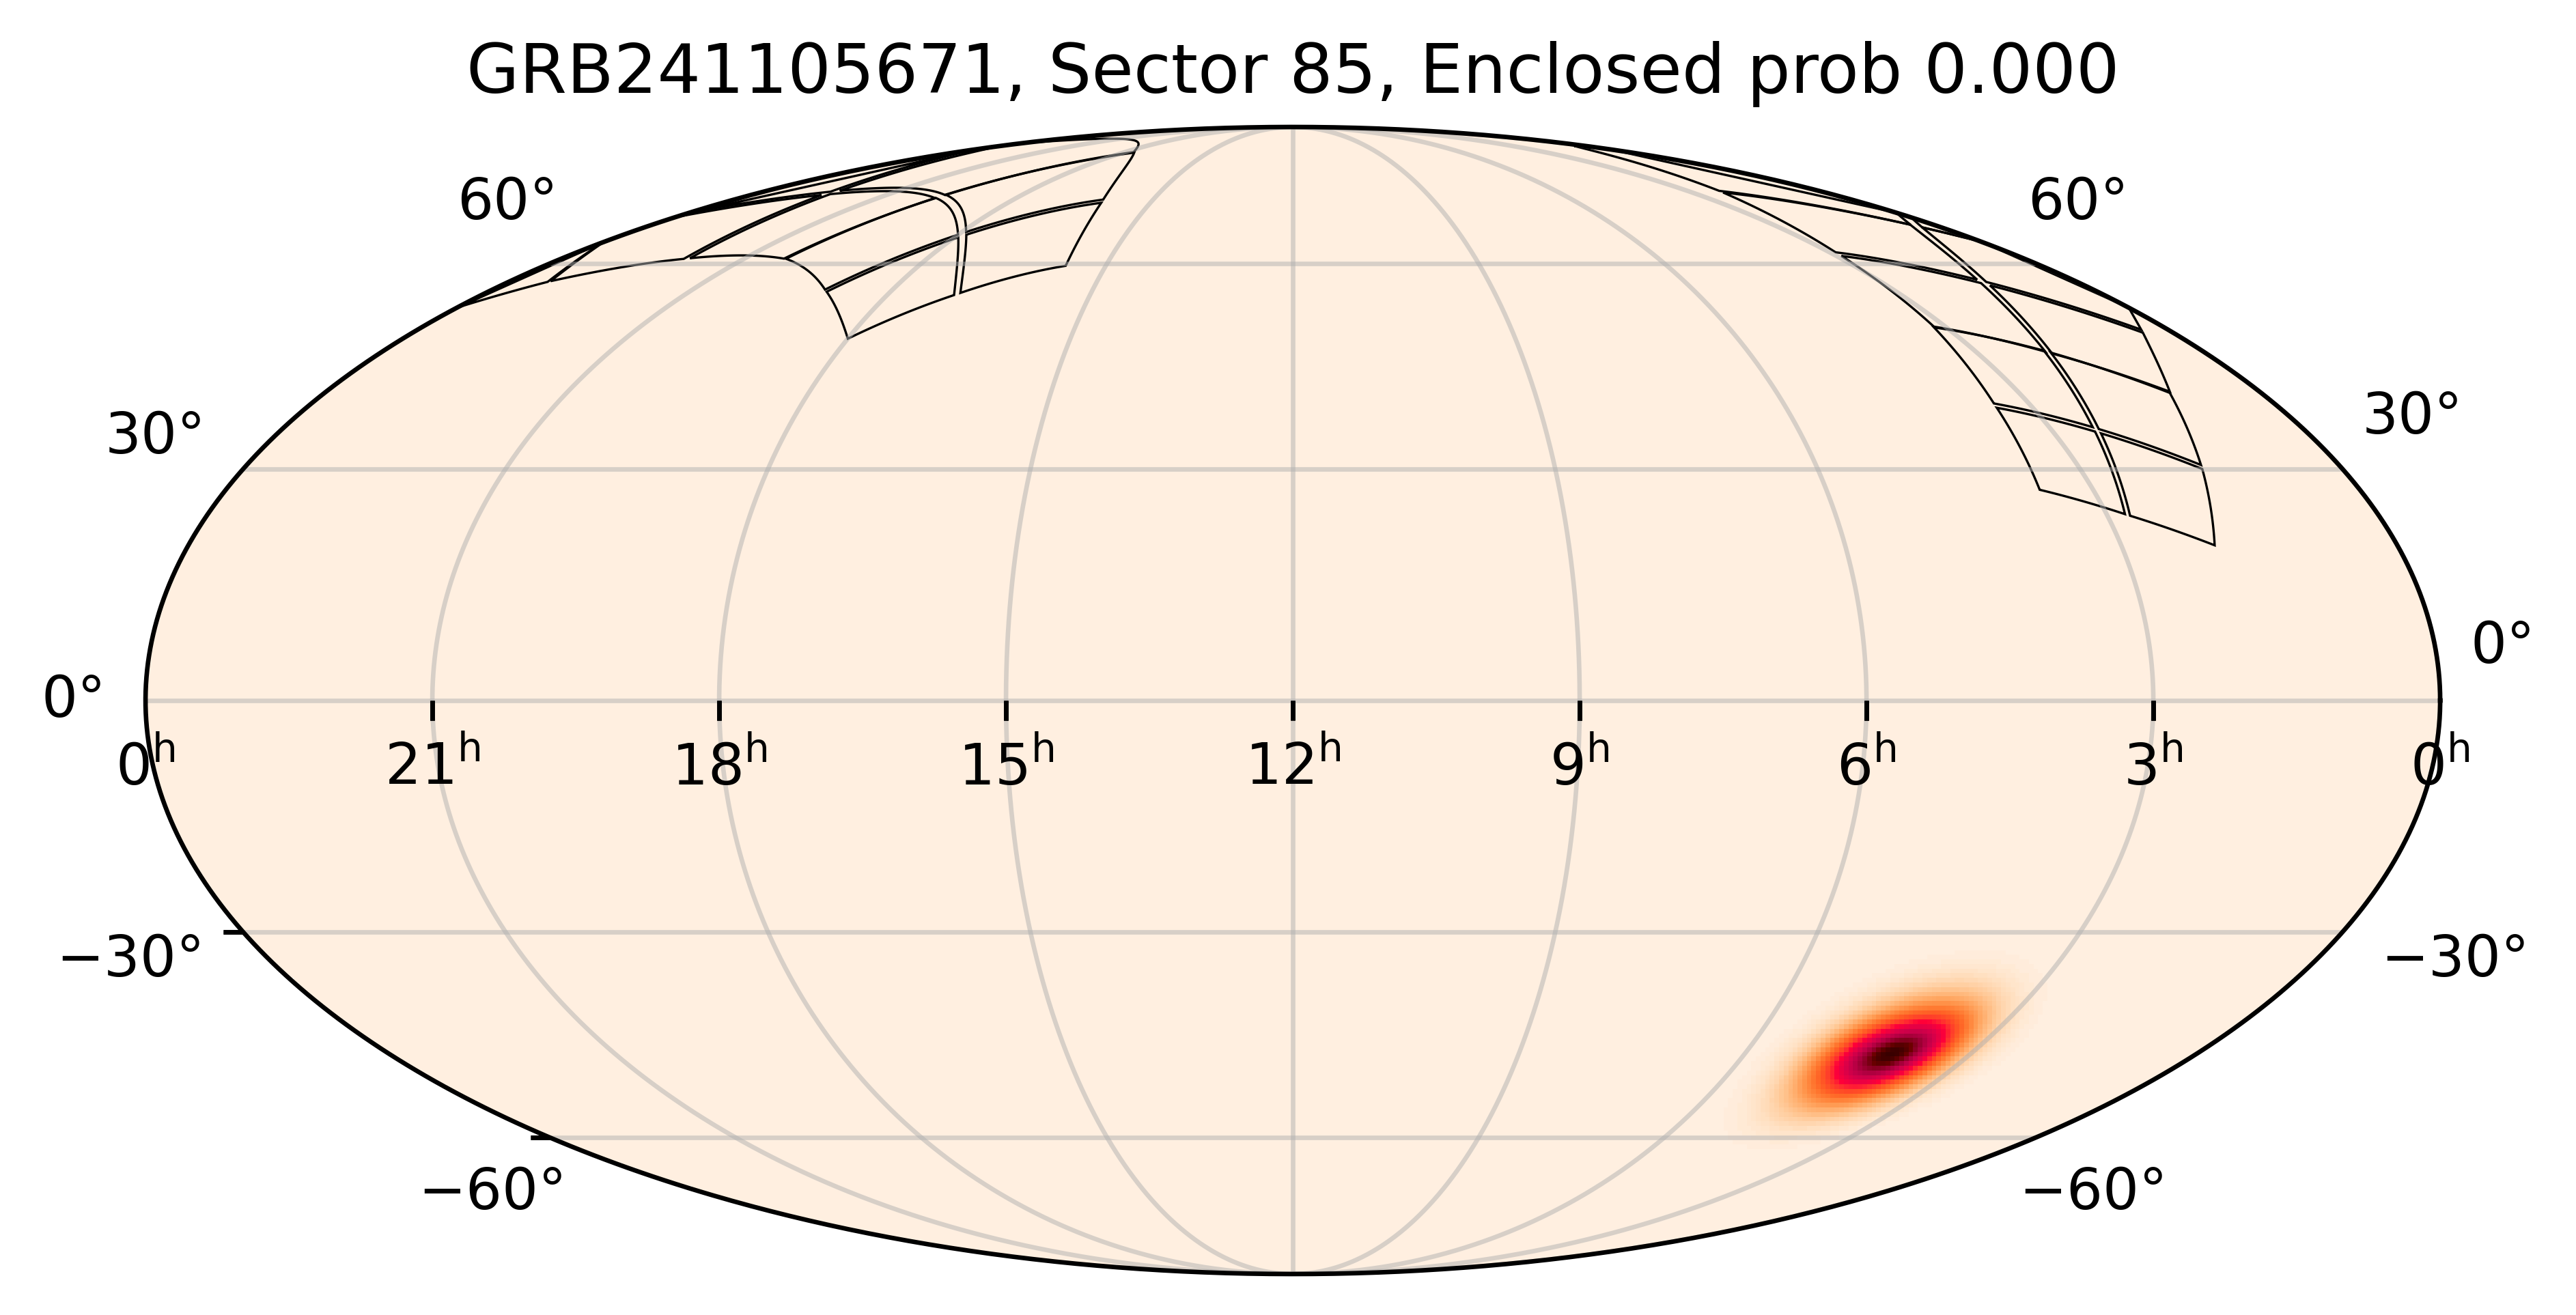 GRB241105671, Sector 85, Enclosed prob 0.000
60° 60°
30° 30°
0° 0°
0h 21h 18h 15h 12h 9h 6h 3h 0h
−30° −30°
−60° −60°